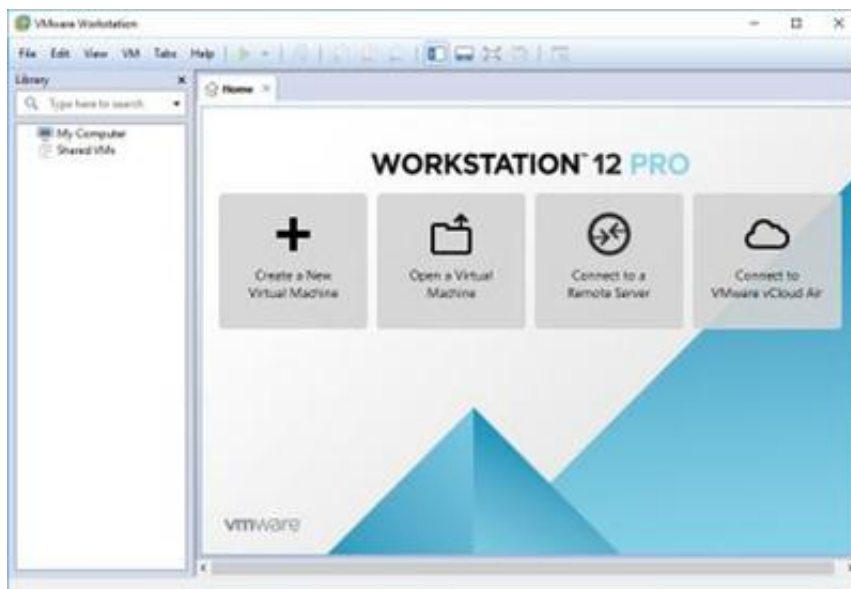 VMware Workstation
File Edit View VM Tabs Help
Library
Type here to search
My Computer
Shared VMs
Home
WORKSTATION™ 12 PRO
Create a New
Virtual Machine
Open a Virtual
Machine
Connect to a
Remote Server
Connect to
VMware vCloud Air
vmware